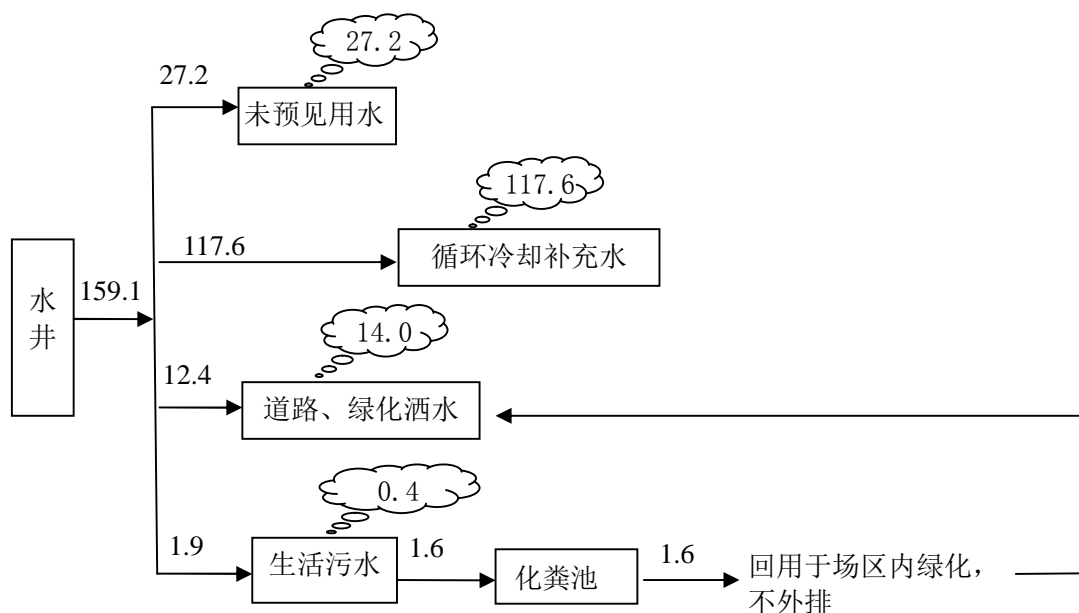 27.2
27.2
未预见用水
117.6
117.6
循环冷却补充水
水井
159.1
14.0
12.4
道路、绿化洒水
0.4
1.9
生活污水
1.6
化粪池
1.6
回用于场区内绿化,
不外排